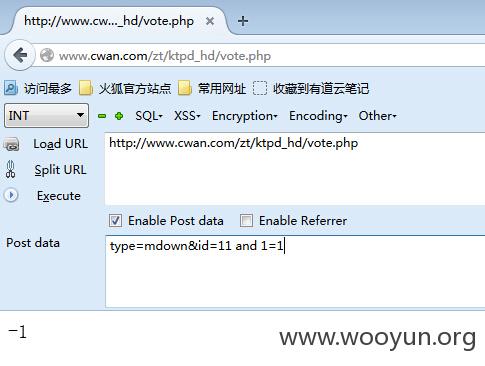 http://www.cw..._hd/vote.php
www.cwan.com/zt/ktpd_hd/vote.php
访问最多 火狐官方站点 常用网址 收藏到有道云笔记
INT SQL- XSS- Encryption- Encoding- Other-
Load URL
Split URL
Execute
http://www.cwan.com/zt/ktpd_hd/vote.php
Enable Post data Enable Referrer
Post data
type=mdown&id=11 and 1=1
-1
www.wooyun.org